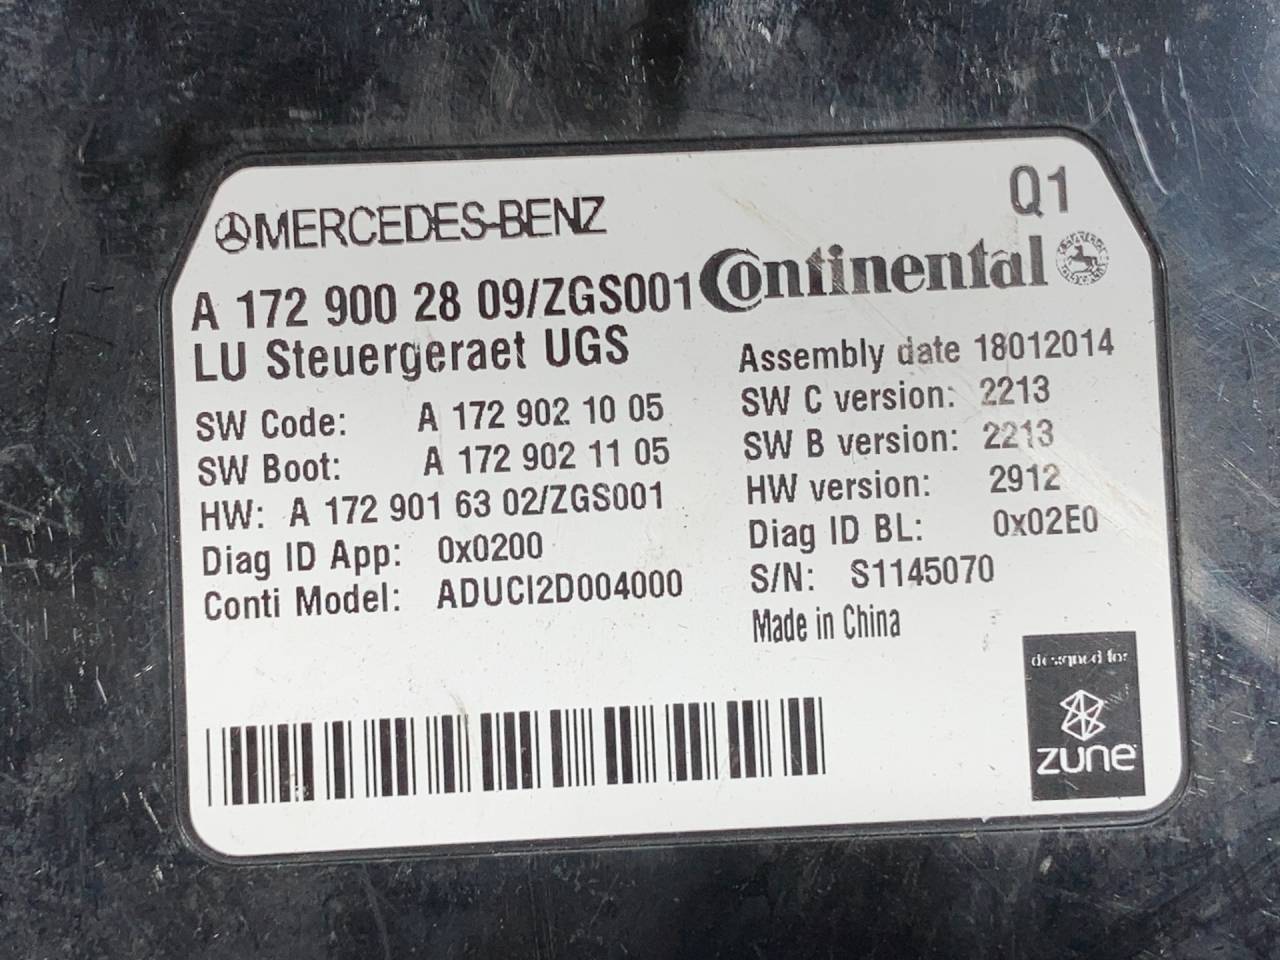 MERCEDES-BENZ
Q1
A 172 900 28 09/ZGS001
Continental
LU Steuergeraet UGS
Assembly date 18012014
SW Code: A 172 902 10 05
SW C version: 2213
SW Boot: A 172 902 11 05
SW B version: 2213
HW: A 172 901 63 02/ZGS001
HW version: 2912
Diag ID App: 0x0200
Diag ID BL: 0x02E0
Conti Model: ADUCI2D004000
S/N: S1145070
Made in China
designed for
zune